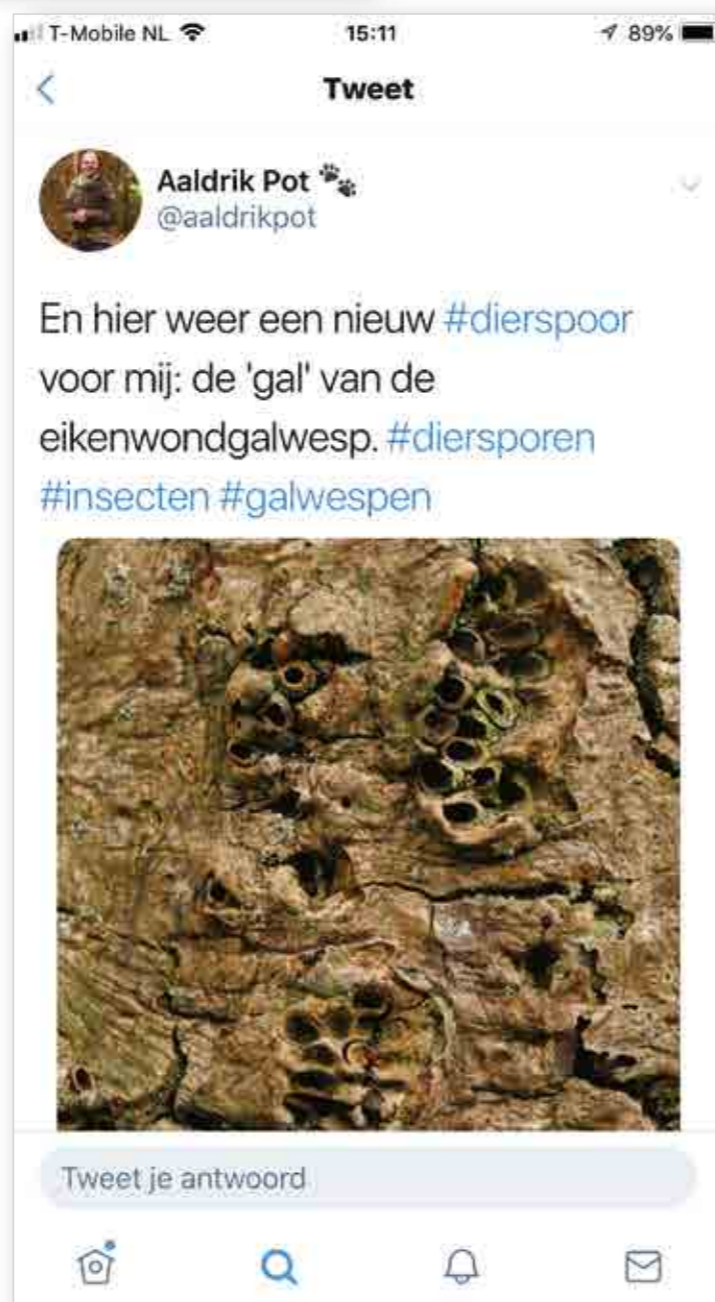 T-Mobile NL 15:11 89%
Tweet
Aaldrik Pot
@aaldrikpot
En hier weer een nieuw #dierspoor
voor mij: de 'gal' van de
eikenwondgalwesp. #diersporen
#insecten #galwespen
Tweet je antwoord